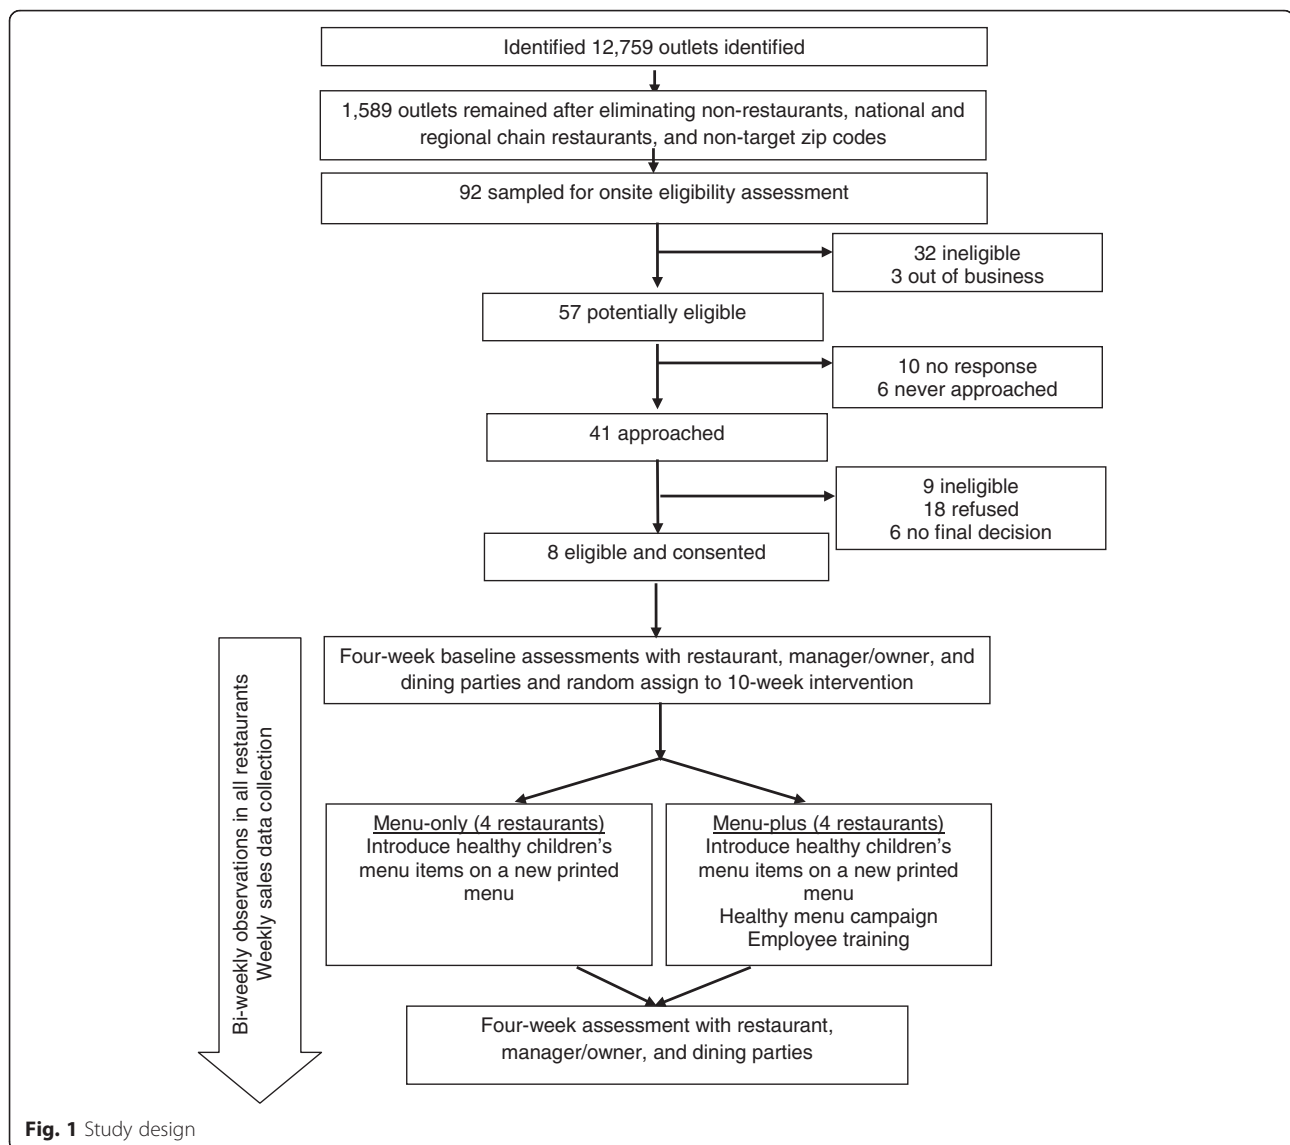 Identified 12,759 outlets identified
1,589 outlets remained after eliminating non-restaurants, national and
regional chain restaurants, and non-target zip codes
92 sampled for onsite eligibility assessment
32 ineligible
3 out of business
57 potentially eligible
10 no response
6 never approached
41 approached
9 ineligible
18 refused
6 no final decision
8 eligible and consented
Four-week baseline assessments with restaurant, manager/owner, and
dining parties and random assign to 10-week intervention
Bi-weekly observations in all restaurants
Weekly sales data collection
Menu-only (4 restaurants)
Introduce healthy children’s
menu items on a new printed
menu
Menu-plus (4 restaurants)
Introduce healthy children’s
menu items on a new printed
menu
Healthy menu campaign
Employee training
Four-week assessment with restaurant,
manager/owner, and dining parties
Fig. 1 Study design